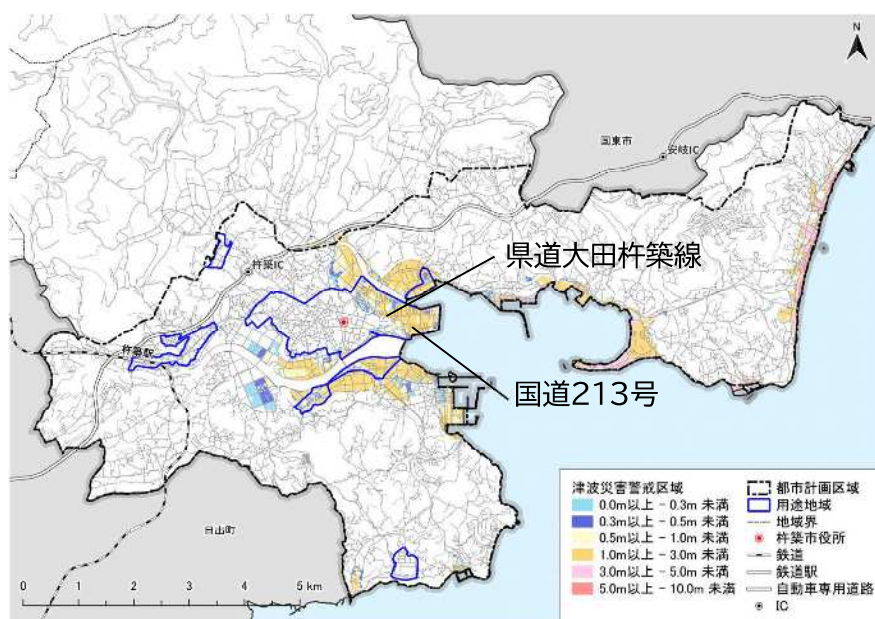 N
国東市
安岐IC
県道大田杵築線
杵築IC
杵築駅
国道213号
日出町
津波災害警戒区域
0.0m以上 - 0.3m 未満
0.3m以上 - 0.5m 未満
0.5m以上 - 1.0m 未満
1.0m以上 - 3.0m 未満
3.0m以上 - 5.0m 未満
5.0m以上 - 10.0m 未満
都市計画区域
用途地域
地域界
杵築市役所
鉄道
鉄道駅
自動車専用道路
IC
0 1 2 3 4 5 km